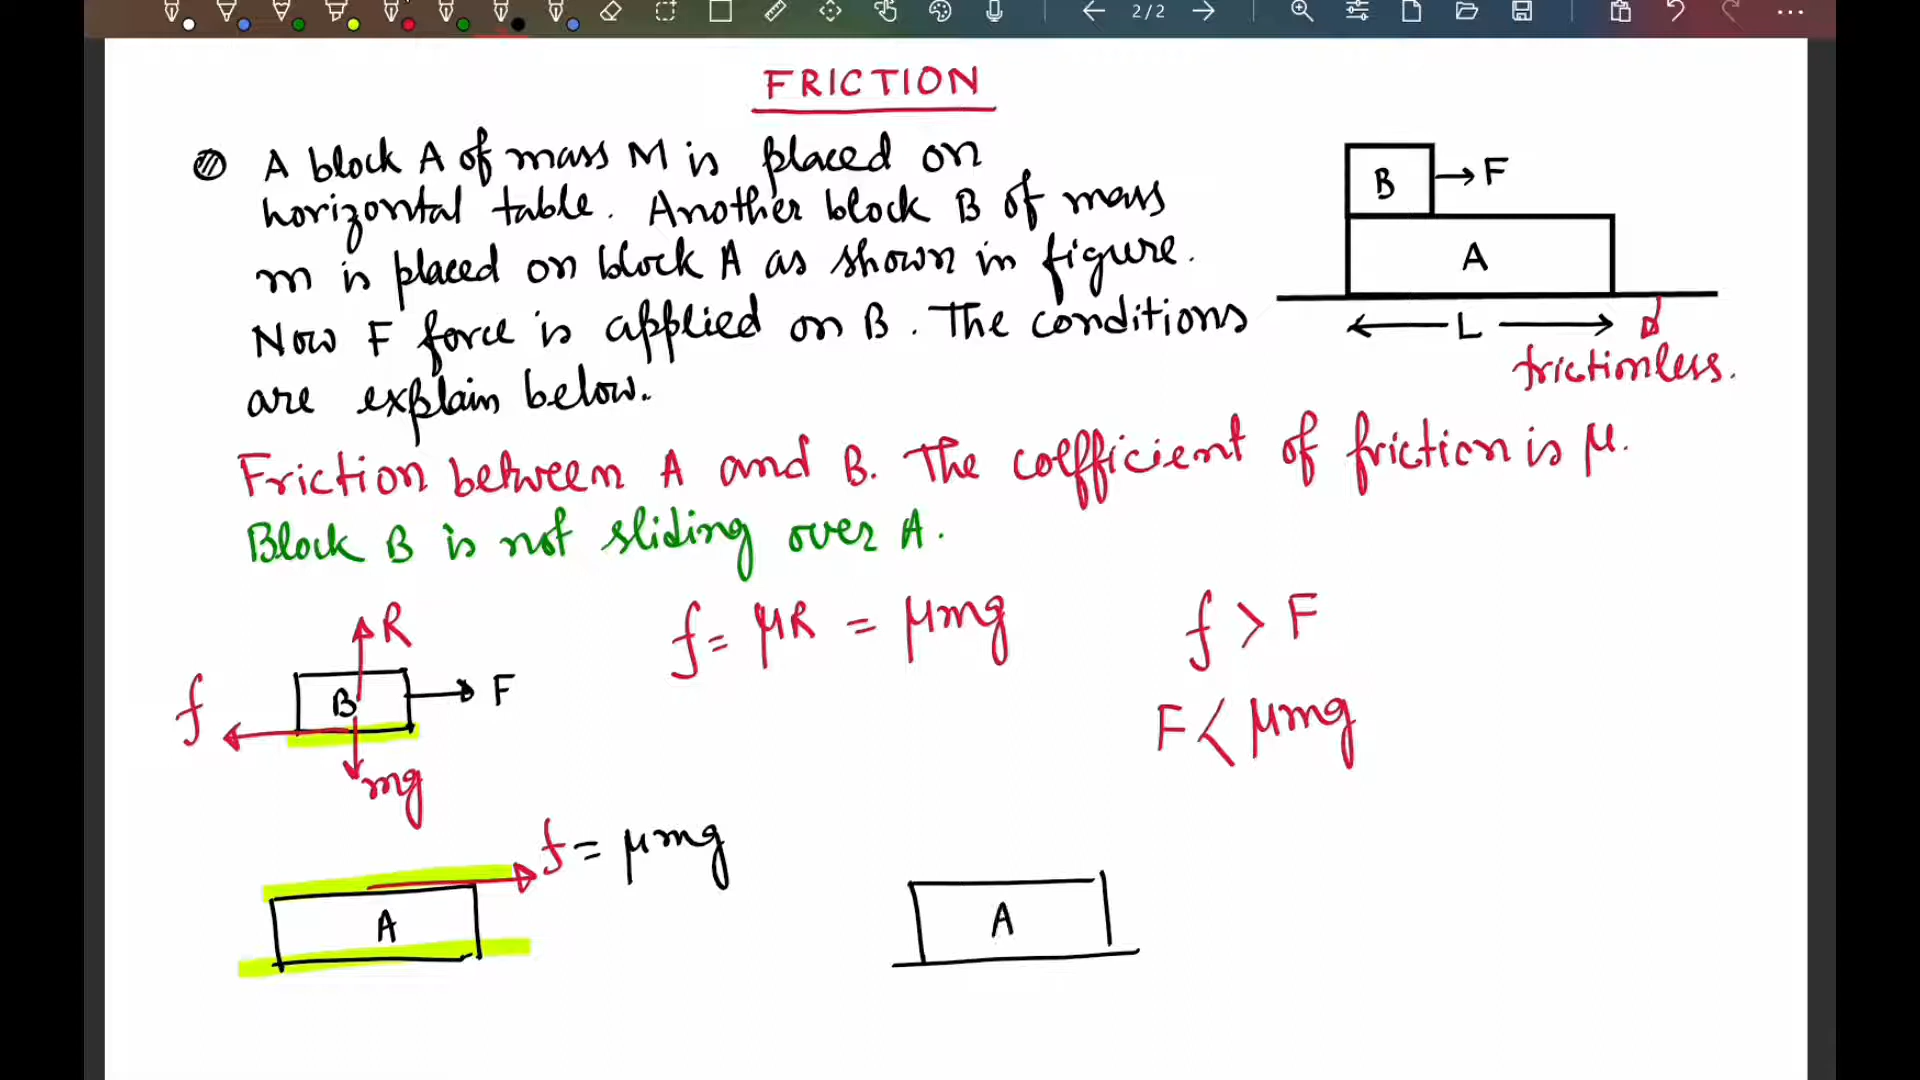 2/2
FRICTION
A block A of mass M is placed on
horizontal table. Another block B of mass
m is placed on block A as shown in figure.
Now F force is applied on B. The conditions
are explain below.
B
F
A
L
frictionless.
Friction between A and B. The coefficient of friction is μ.
Block B is not sliding over A.
R
f
B
F
mg
f = μR = μmg
f > F
F < μmg
f = μmg
A
A